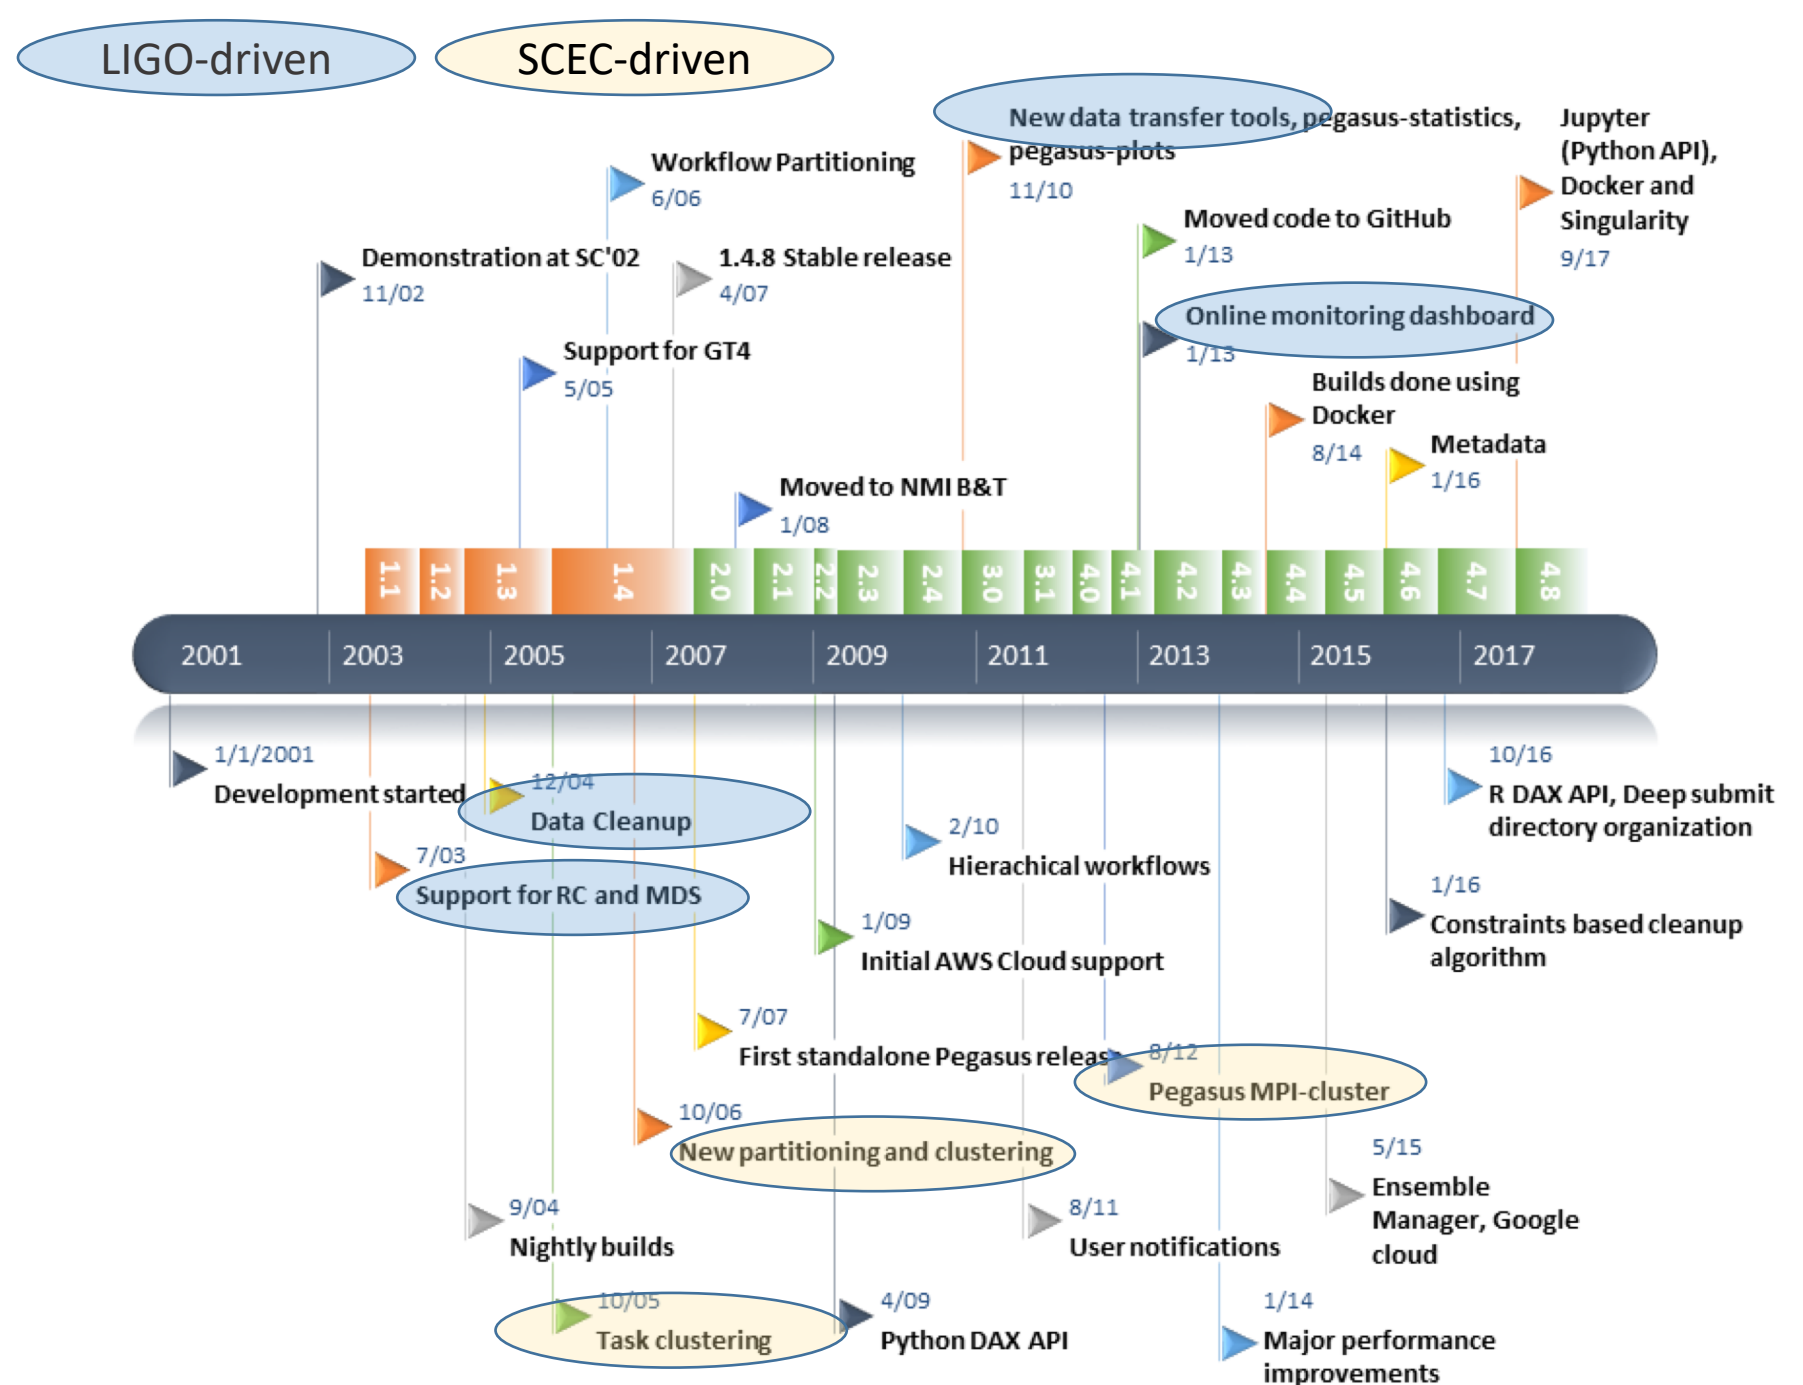 LIGO-driven
SCEC-driven
New data transfer tools, pegasus-statistics,
pegasus-plots
11/10
Jupyter
(Python API),
Docker and
Singularity
9/17
Workflow Partitioning
6/06
Moved code to GitHub
1/13
Demonstration at SC'02
11/02
1.4.8 Stable release
4/07
Online monitoring dashboard
1/13
Support for GT4
5/05
Builds done using
Docker
8/14
Metadata
1/16
Moved to NMI B&T
1/08
1.1
1.2
1.3
1.4
2.0
2.1
2.2
2.3
2.4
3.0
3.1
4.0
4.1
4.2
4.3
4.4
4.5
4.6
4.7
4.8
2001
2003
2005
2007
2009
2011
2013
2015
2017
1/1/2001
Development started
12/04
Data Cleanup
7/03
Support for RC and MDS
2/10
Hierachical workflows
10/16
R DAX API, Deep submit
directory organization
1/16
Constraints based cleanup
algorithm
1/09
Initial AWS Cloud support
7/07
First standalone Pegasus release
8/12
Pegasus MPI-cluster
10/06
New partitioning and clustering
5/15
Ensemble
Manager, Google
cloud
9/04
Nightly builds
8/11
User notifications
10/05
Task clustering
4/09
Python DAX API
1/14
Major performance
improvements